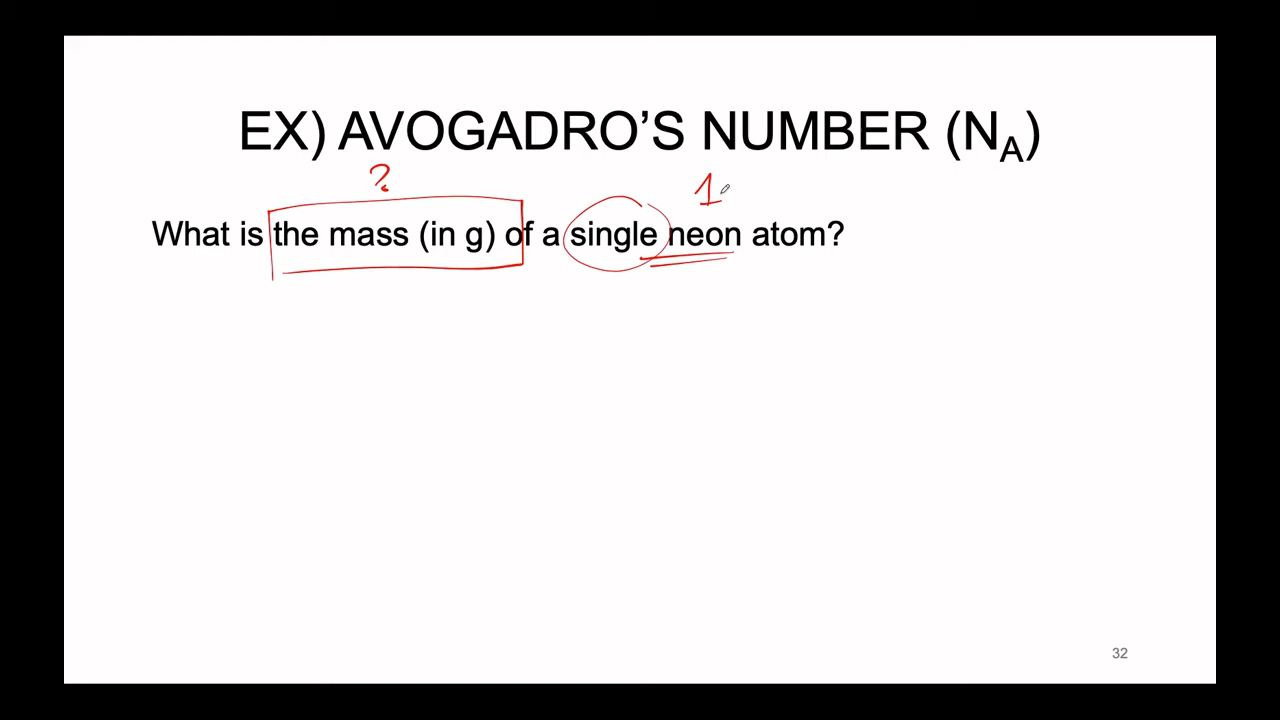 EX) AVOGADRO'S NUMBER (NA)
? 1
What is the mass (in g) of a single neon atom?
32